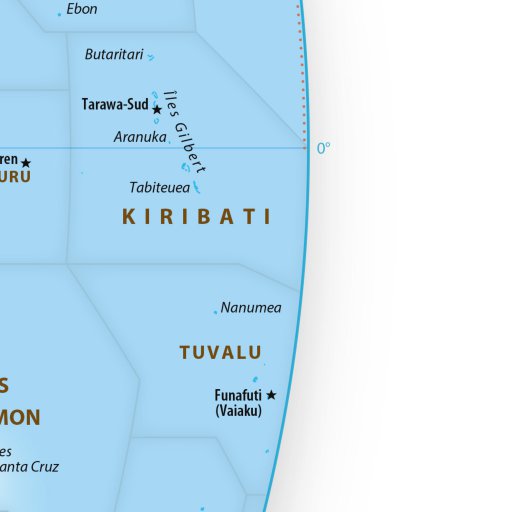 Ebon
Butaritari
Îles Gilbert
Tarawa-Sud
Aranuka
0°
ren
URU
Tabiteuea
KIRIBATI
Nanumea
TUVALU
S
MON
Funafuti
(Vaiaku)
es
anta Cruz